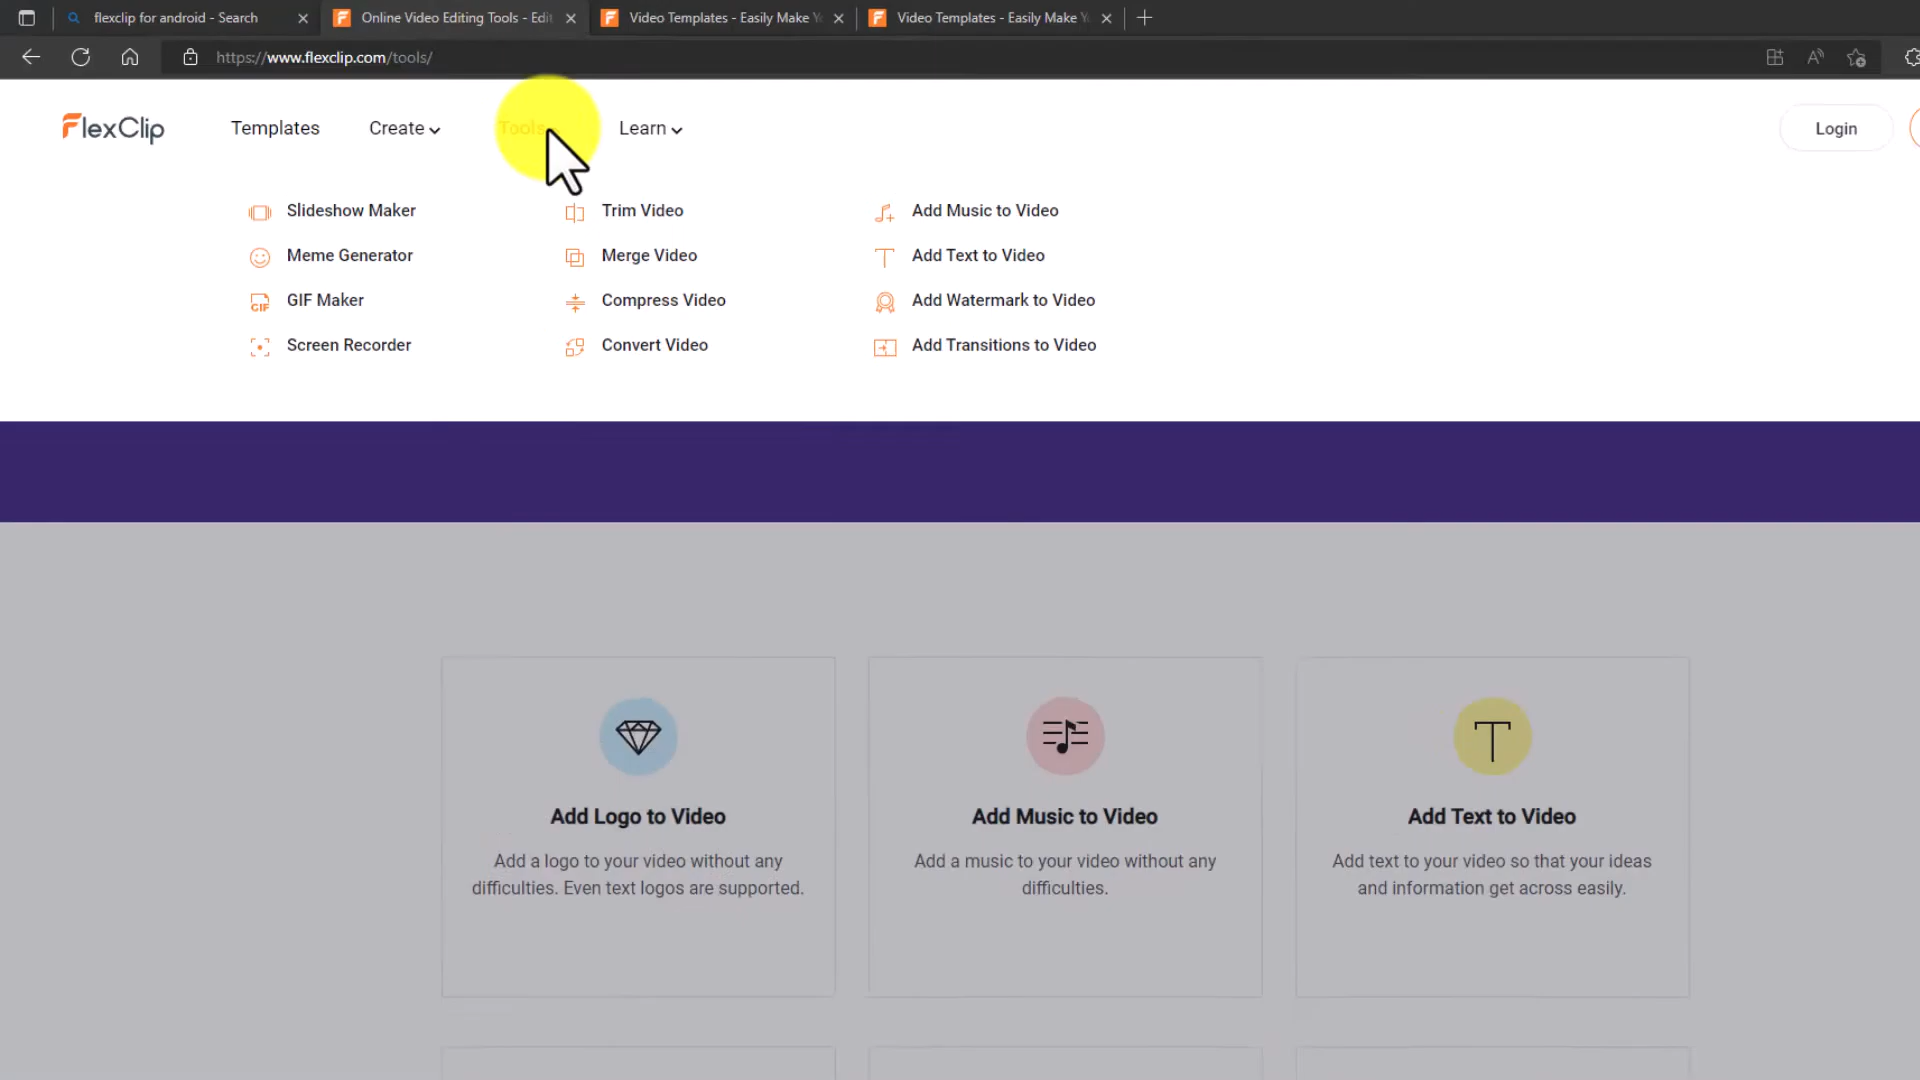 flexclip for android - Search
Online Video Editing Tools - Edi
Video Templates - Easily Make Y
Video Templates - Easily Make Y
https://www.flexclip.com/tools/
FlexClip
Templates
Create
Tools
Learn
Login
Slideshow Maker
Trim Video
Add Music to Video
Meme Generator
Merge Video
Add Text to Video
GIF
GIF Maker
Compress Video
Add Watermark to Video
Screen Recorder
Convert Video
Add Transitions to Video
Add Logo to Video
Add a logo to your video without any
difficulties. Even text logos are supported.
Add Music to Video
Add a music to your video without any
difficulties.
Add Text to Video
Add text to your video so that your ideas
and information get across easily.